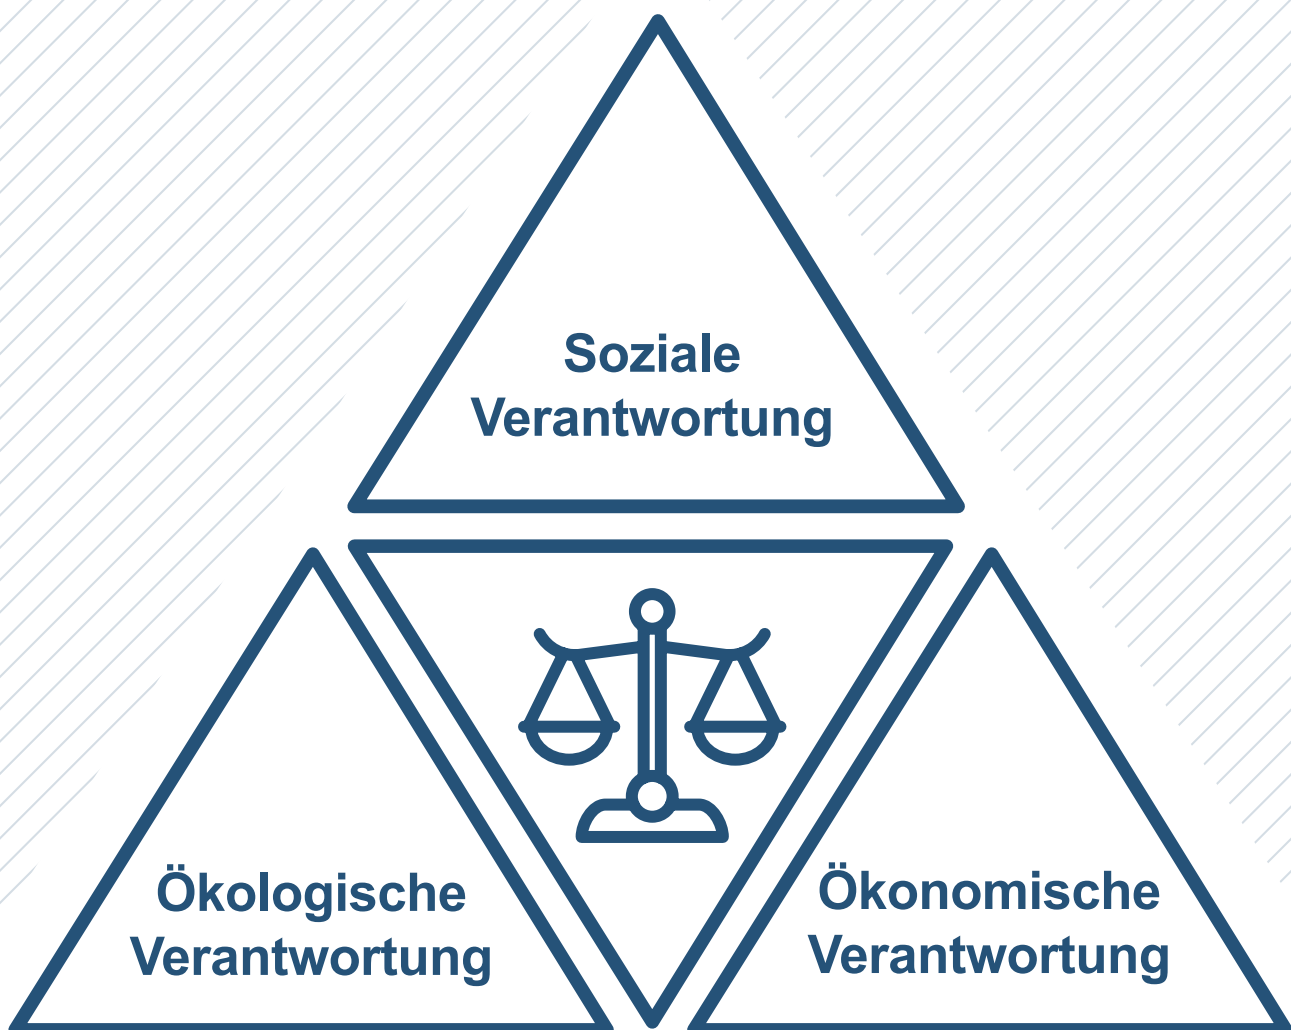 Soziale
Verantwortung
Ökologische
Verantwortung
Ökonomische
Verantwortung